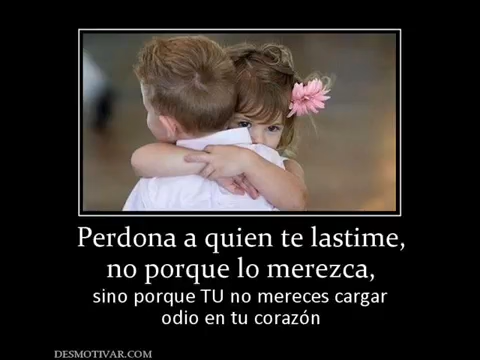 Perdona a quien te lastime,
no porque lo merezca,
sino porque TU no mereces cargar
odio en tu corazón
DESMOTIVAR.COM